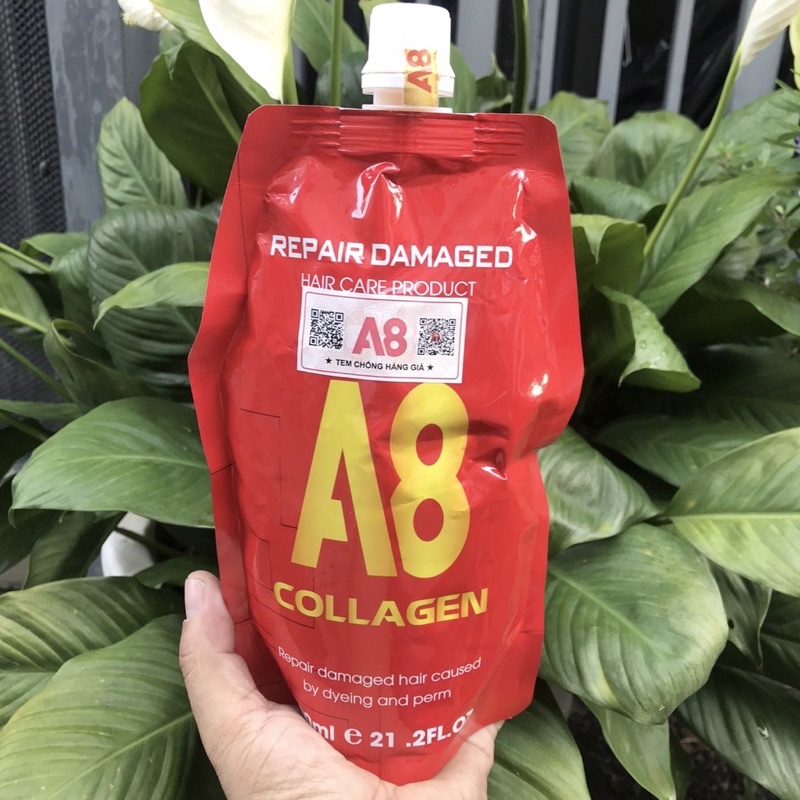 A8
REPAIR DAMAGED
HAIR CARE PRODUCT
A8
★ TEM CHỐNG HÀNG GIẢ ★
A8
COLLAGEN
Repair damaged hair caused
by dyeing and perm
ml e 21 .2FL.OZ